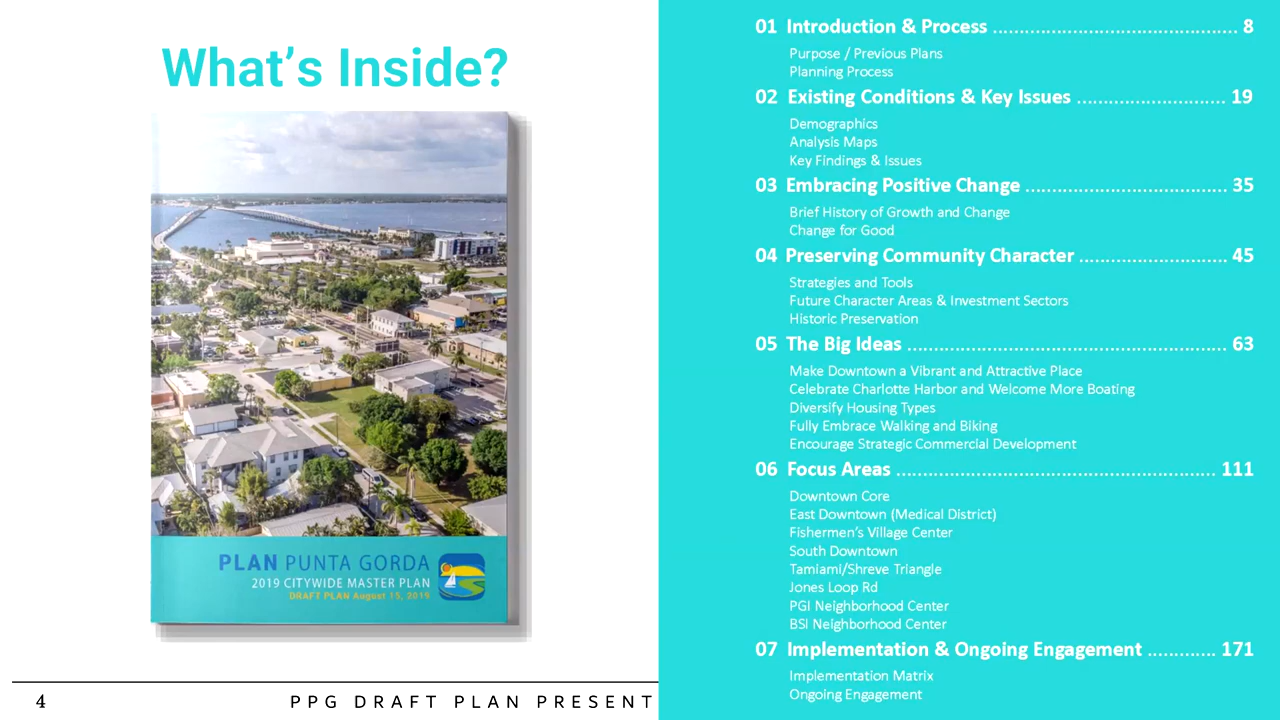 What's Inside?
PLAN PUNTA GORDA
2019 CITYWIDE MASTER PLAN
DRAFT PLAN August 15, 2019
4
PPG DRAFT PLAN PRESENT
01 Introduction & Process ............................................... 8
Purpose / Previous Plans
Planning Process
02 Existing Conditions & Key Issues ............................ 19
Demographics
Analysis Maps
Key Findings & Issues
03 Embracing Positive Change ...................................... 35
Brief History of Growth and Change
Change for Good
04 Preserving Community Character ............................ 45
Strategies and Tools
Future Character Areas & Investment Sectors
Historic Preservation
05 The Big Ideas ............................................................. 63
Make Downtown a Vibrant and Attractive Place
Celebrate Charlotte Harbor and Welcome More Boating
Diversify Housing Types
Fully Embrace Walking and Biking
Encourage Strategic Commercial Development
06 Focus Areas ............................................................. 111
Downtown Core
East Downtown (Medical District)
Fishermen's Village Center
South Downtown
Tamiami/Shreve Triangle
Jones Loop Rd
PGI Neighborhood Center
BSI Neighborhood Center
07 Implementation & Ongoing Engagement ............. 171
Implementation Matrix
Ongoing Engagement